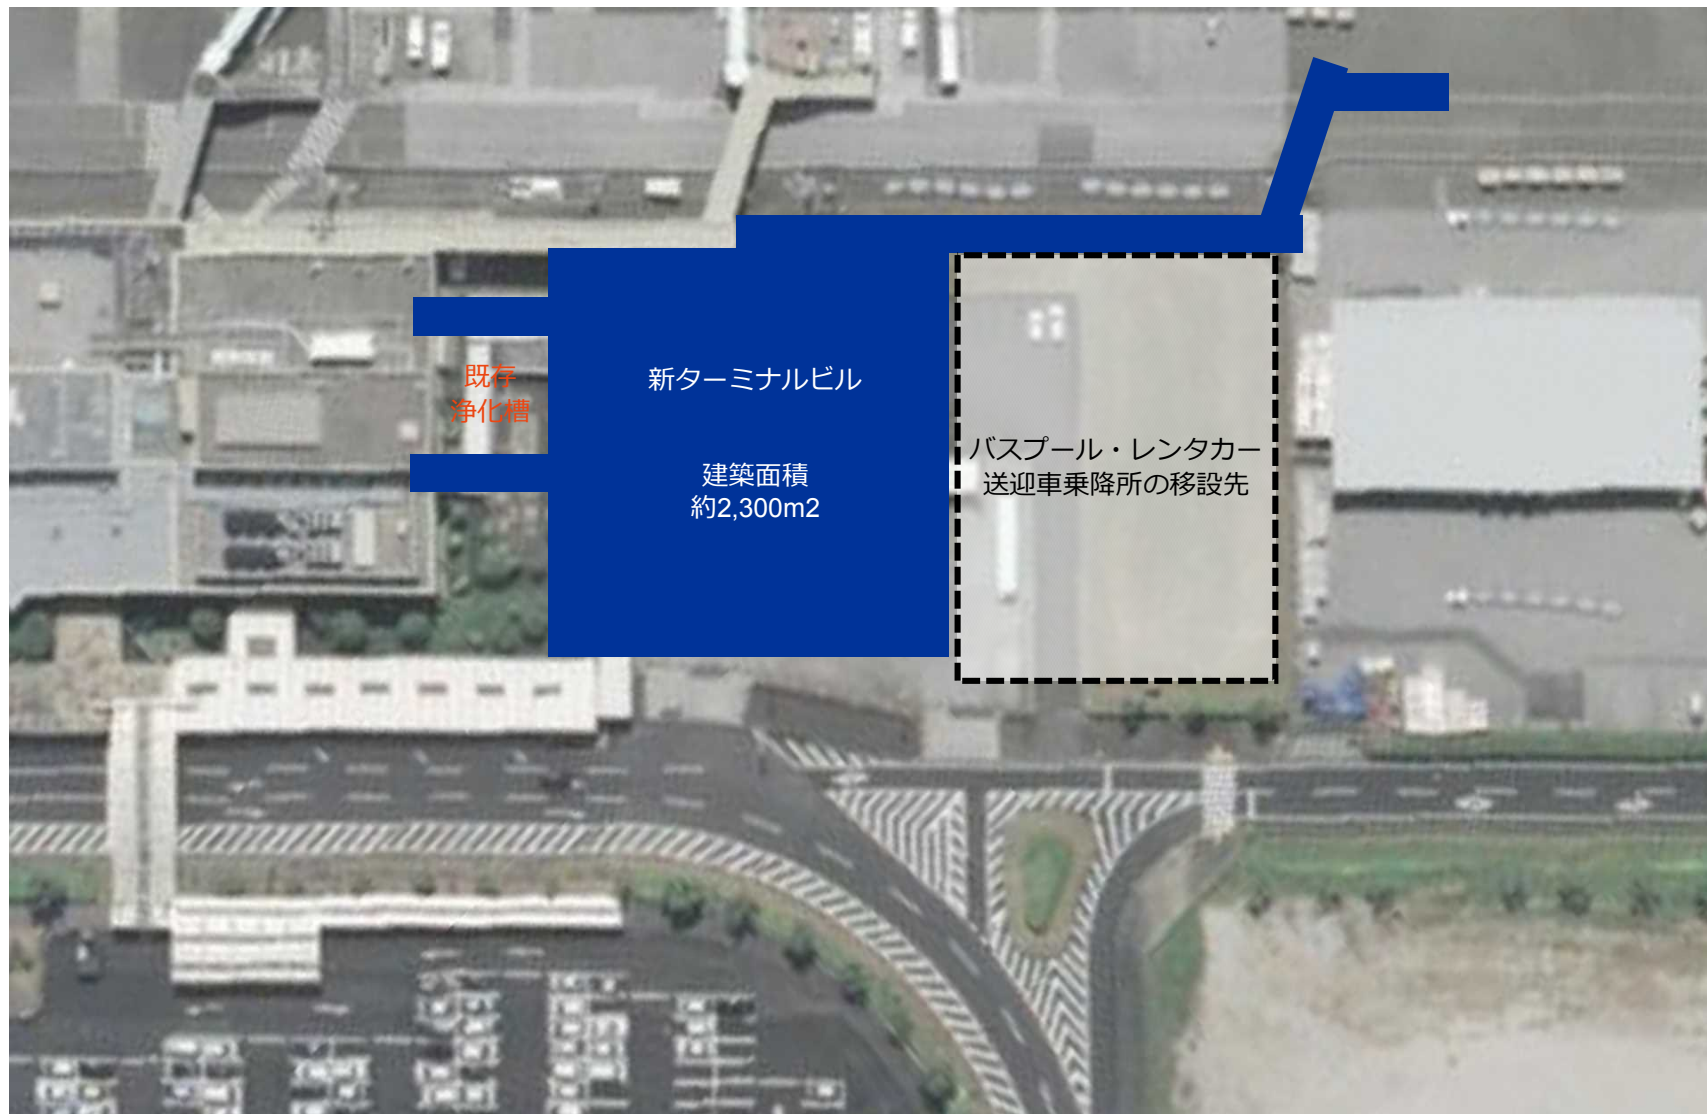 既存
浄化槽
新ターミナルビル
建築面積
約2,300m2
バスプール・レンタカー
送迎車乗降所の移設先